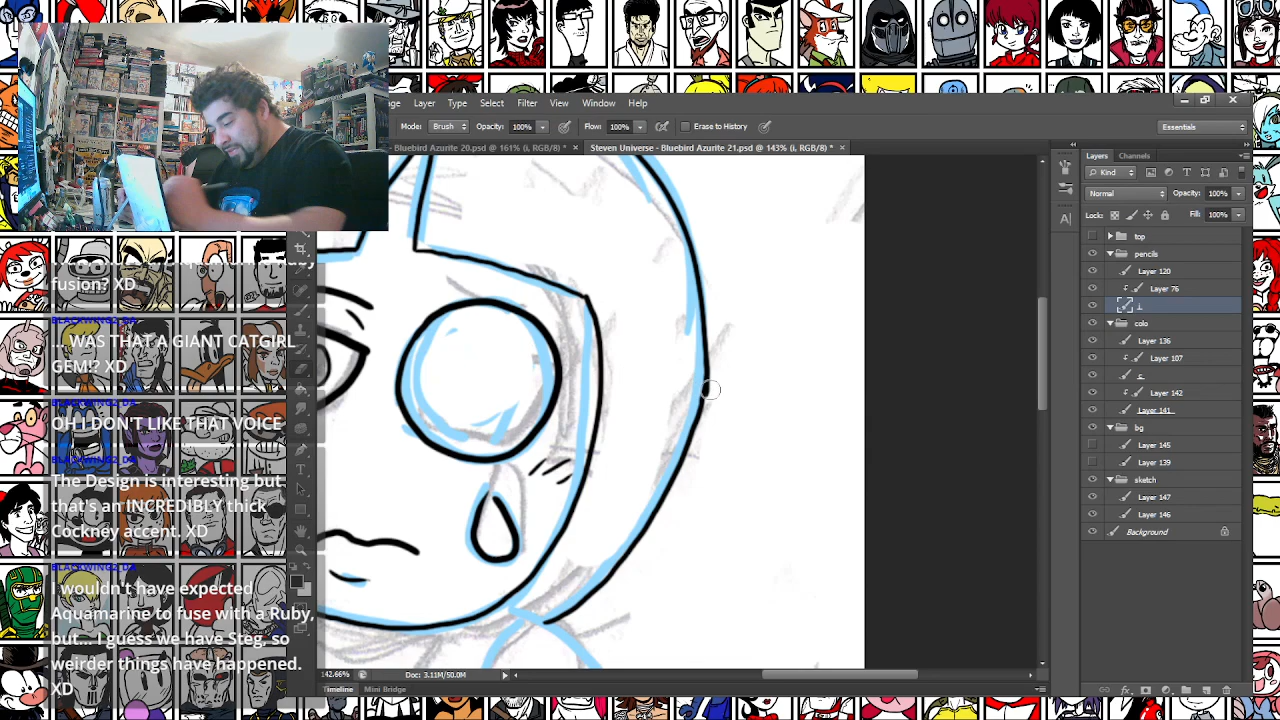 Layer Type Select Filter View Window Help
Mode: Brush Opacity: 100% Flow: 100% Erase to History Essentials
Bluebird Azurite 20.psd @ 161% (i, RGB/8) * × Steven Universe - Bluebird Azurite 21.psd @ 143% (i, RGB/8) * ×
Layers Channels
Kind
Normal Opacity: 100%
Lock: Fill: 100%
top
pencils
Layer 120
Layer 76
colo
Layer 136
Layer 107
Layer 142
Layer 141
bg
Layer 145
Layer 139
sketch
Layer 147
Layer 146
Background
fusion? XD
... WAS THAT A GIANT CATGIRL
GEM!? XD
OH I DON'T LIKE THAT VOICE
The Design is interesting but
that's an INCREDIBLY thick
Cockney accent. XD
I wouldn't have expected
Aquamarine to fuse with a Ruby,
but... I guess we have Steg, so
weirder things have happened.
XD
142.66% Doc: 3.11M/50.0M
Timeline Mini Bridge